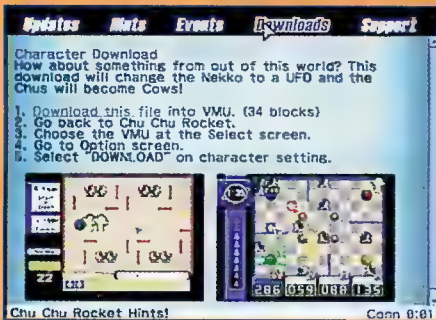 Updates Hints Events Downloads Support
Character Download
How about something from out of this world? This
download will change the Nekko to a UFO and the
Chus will become Cows!
1. Download this file into VMU. (34 blocks)
2. Go back to Chu Chu Rocket.
3. Choose the VMU at the Select screen.
4. Go to Option screen.
5. Select "DOWNLOAD" on character setting.
22
286 059 088 135
Chu Chu Rocket Hints! Conn 0:01